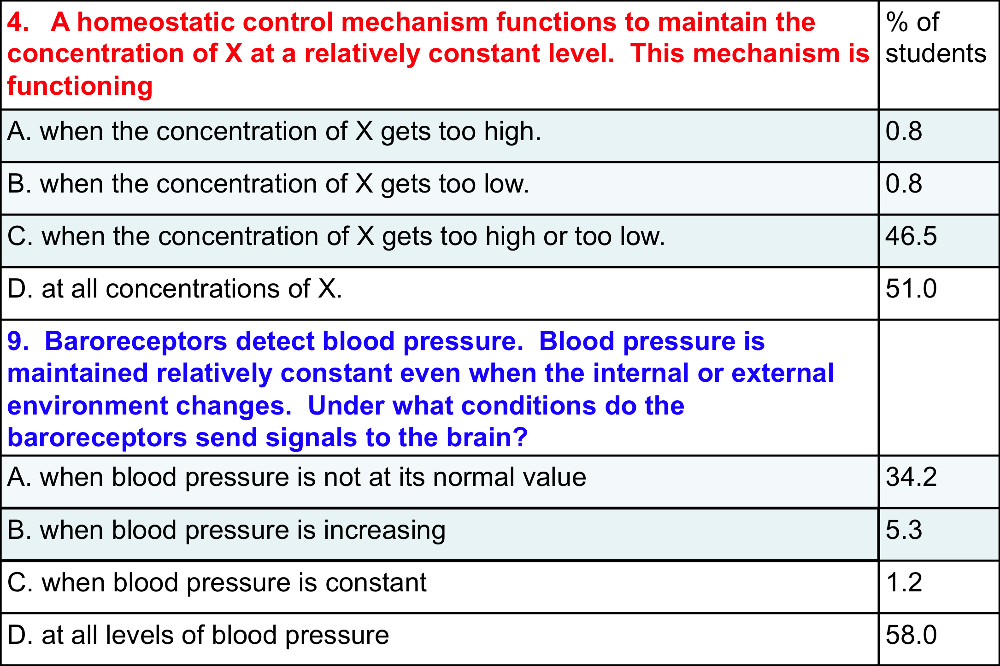 4.   A homeostatic control mechanism functions to maintain the
concentration of X at a relatively constant level.  This mechanism is
functioning
% of
students
A. when the concentration of X gets too high.
0.8
B. when the concentration of X gets too low.
0.8
C. when the concentration of X gets too high or too low.
46.5
D. at all concentrations of X.
51.0
9.  Baroreceptors detect blood pressure.  Blood pressure is
maintained relatively constant even when the internal or external
environment changes.  Under what conditions do the
baroreceptors send signals to the brain?
A. when blood pressure is not at its normal value
34.2
B. when blood pressure is increasing
5.3
C. when blood pressure is constant
1.2
D. at all levels of blood pressure
58.0